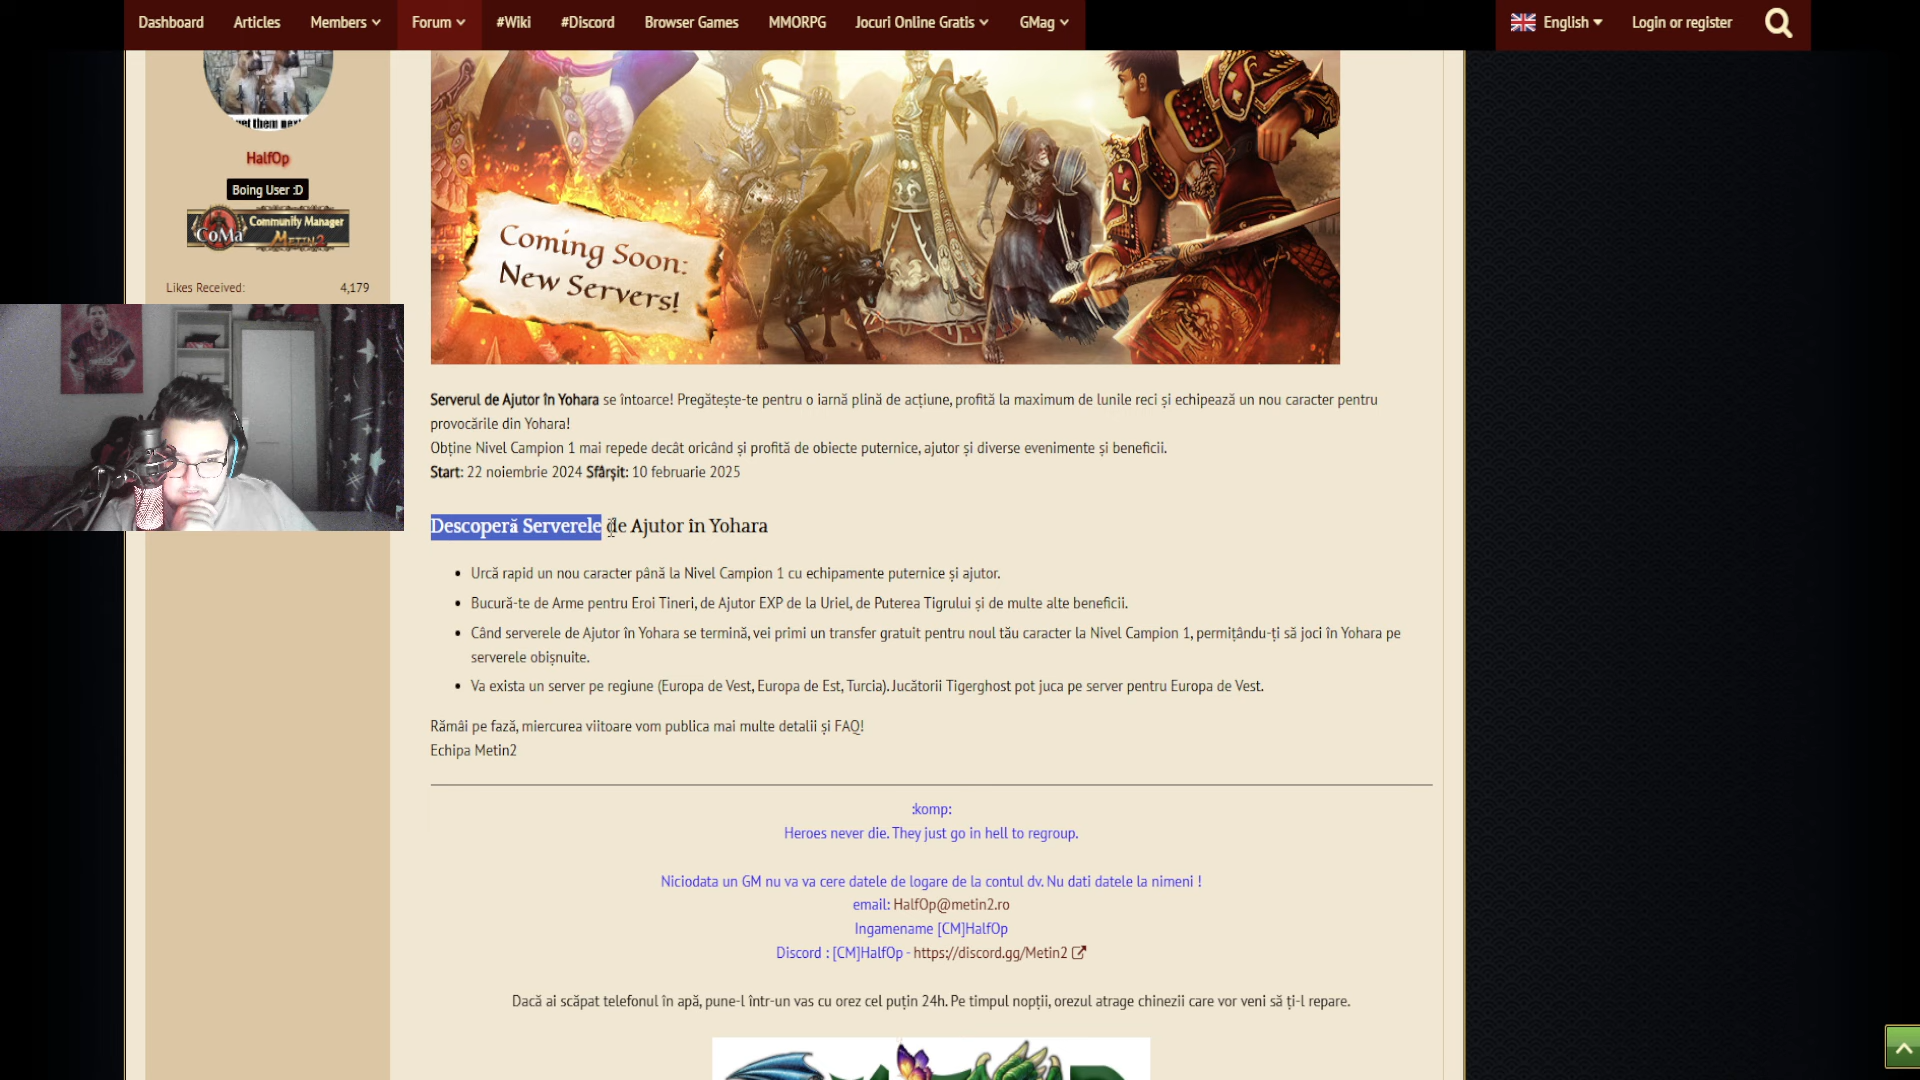 Dashboard
Articles
Members
Forum
#Wiki
#Discord
Browser Games
MMORPG
Jocuri Online Gratis
GMag
English
Login or register
HalfOp
Boing User :D
CoMa Community Manager
METIN2
Likes Received: 4,179
Coming Soon:
New Servers!
Serverul de Ajutor în Yohara se întoarce! Pregătește-te pentru o iarnă plină de acțiune, profită la maximum de lunile reci și echipează un nou caracter pentru
provocările din Yohara!
Obține Nivel Campion 1 mai repede decât oricând și profită de obiecte puternice, ajutor și diverse evenimente și beneficii.
Start: 22 noiembrie 2024 Sfârșit: 10 februarie 2025
Descoperă Serverele de Ajutor în Yohara
Urcă rapid un nou caracter până la Nivel Campion 1 cu echipamente puternice și ajutor.
Bucură-te de Arme pentru Eroi Tineri, de Ajutor EXP de la Uriel, de Puterea Tigrului și de multe alte beneficii.
Când serverele de Ajutor în Yohara se termină, vei primi un transfer gratuit pentru noul tău caracter la Nivel Campion 1, permițându-ți să joci în Yohara pe
serverele obișnuite.
Va exista un server pe regiune (Europa de Vest, Europa de Est, Turcia). Jucătorii Tigerghost pot juca pe server pentru Europa de Vest.
Rămâi pe fază, miercurea viitoare vom publica mai multe detalii și FAQ!
Echipa Metin2
:komp:
Heroes never die. They just go in hell to regroup.
Niciodata un GM nu va va cere datele de logare de la contul dv. Nu dati datele la nimeni !
email: HalfOp@metin2.ro
Ingamename [CM]HalfOp
Discord : [CM]HalfOp - https://discord.gg/Metin2
Dacă ai scăpat telefonul în apă, pune-l într-un vas cu orez cel puțin 24h. Pe timpul nopții, orezul atrage chinezii care vor veni să ți-l repare.